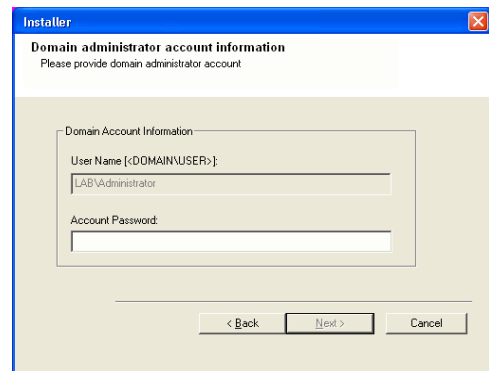 Installer
Domain administrator account information
Please provide domain administrator account
Domain Account Information
User Name [<DOMAIN\USER>]:
LAB\Administrator
Account Password:
< Back
Next >
Cancel